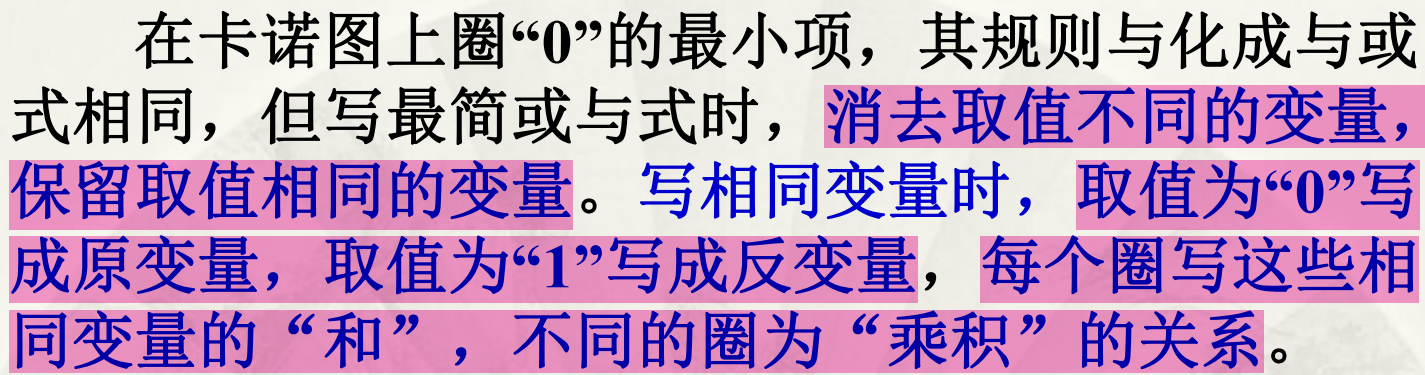 在卡诺图上圈“0”的最小项，其规则与化成与或
式相同，但写最简或与式时，消去取值不同的变量，
保留取值相同的变量。写相同变量时，取值为“0”写
成原变量，取值为“1”写成反变量，每个圈写这些相
同变量的“和”，不同的圈为“乘积”的关系。